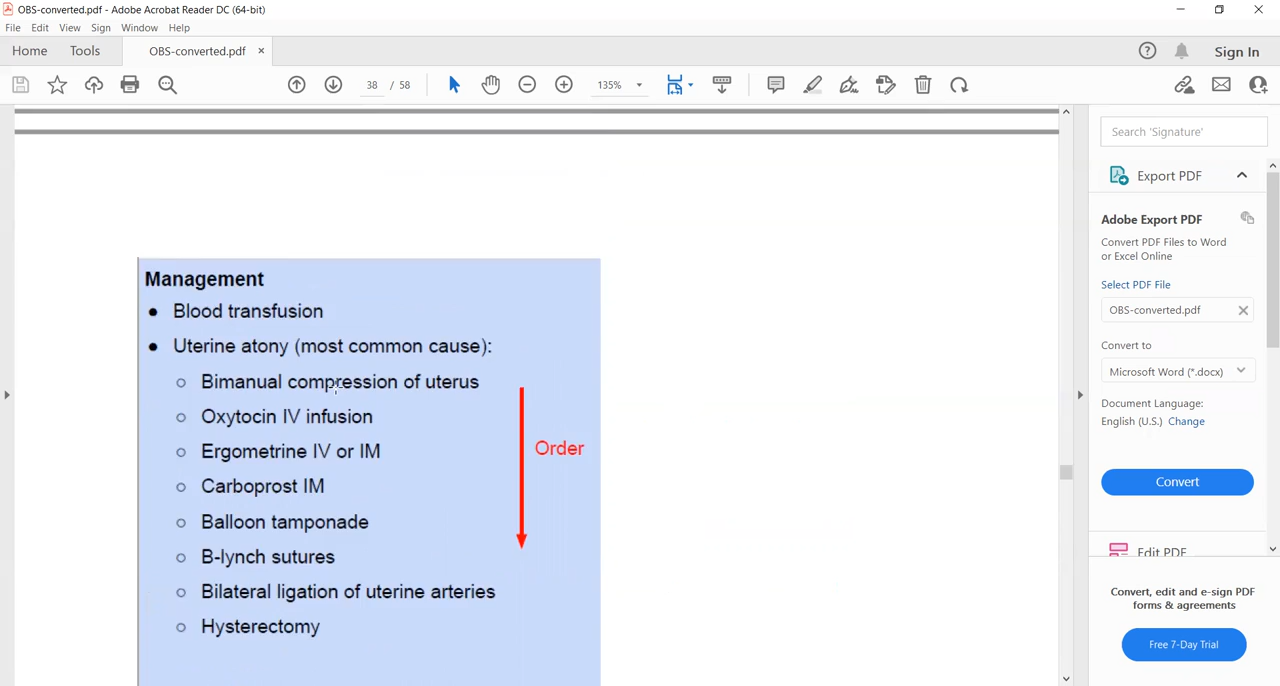 OBS-converted.pdf - Adobe Acrobat Reader DC (64-bit)
File Edit View Sign Window Help
Home Tools OBS-converted.pdf × Sign In
38 / 58 135%
Search 'Signature'
Export PDF
Adobe Export PDF
Convert PDF Files to Word
or Excel Online
Select PDF File
OBS-converted.pdf
Convert to
Microsoft Word (*.docx)
Document Language:
English (U.S.) Change
Convert
Edit PDF
Convert, edit and e-sign PDF
forms & agreements
Free 7-Day Trial
Management
● Blood transfusion
● Uterine atony (most common cause):
○ Bimanual compression of uterus
○ Oxytocin IV infusion
○ Ergometrine IV or IM
○ Carboprost IM
○ Balloon tamponade
○ B-lynch sutures
○ Bilateral ligation of uterine arteries
○ Hysterectomy
Order